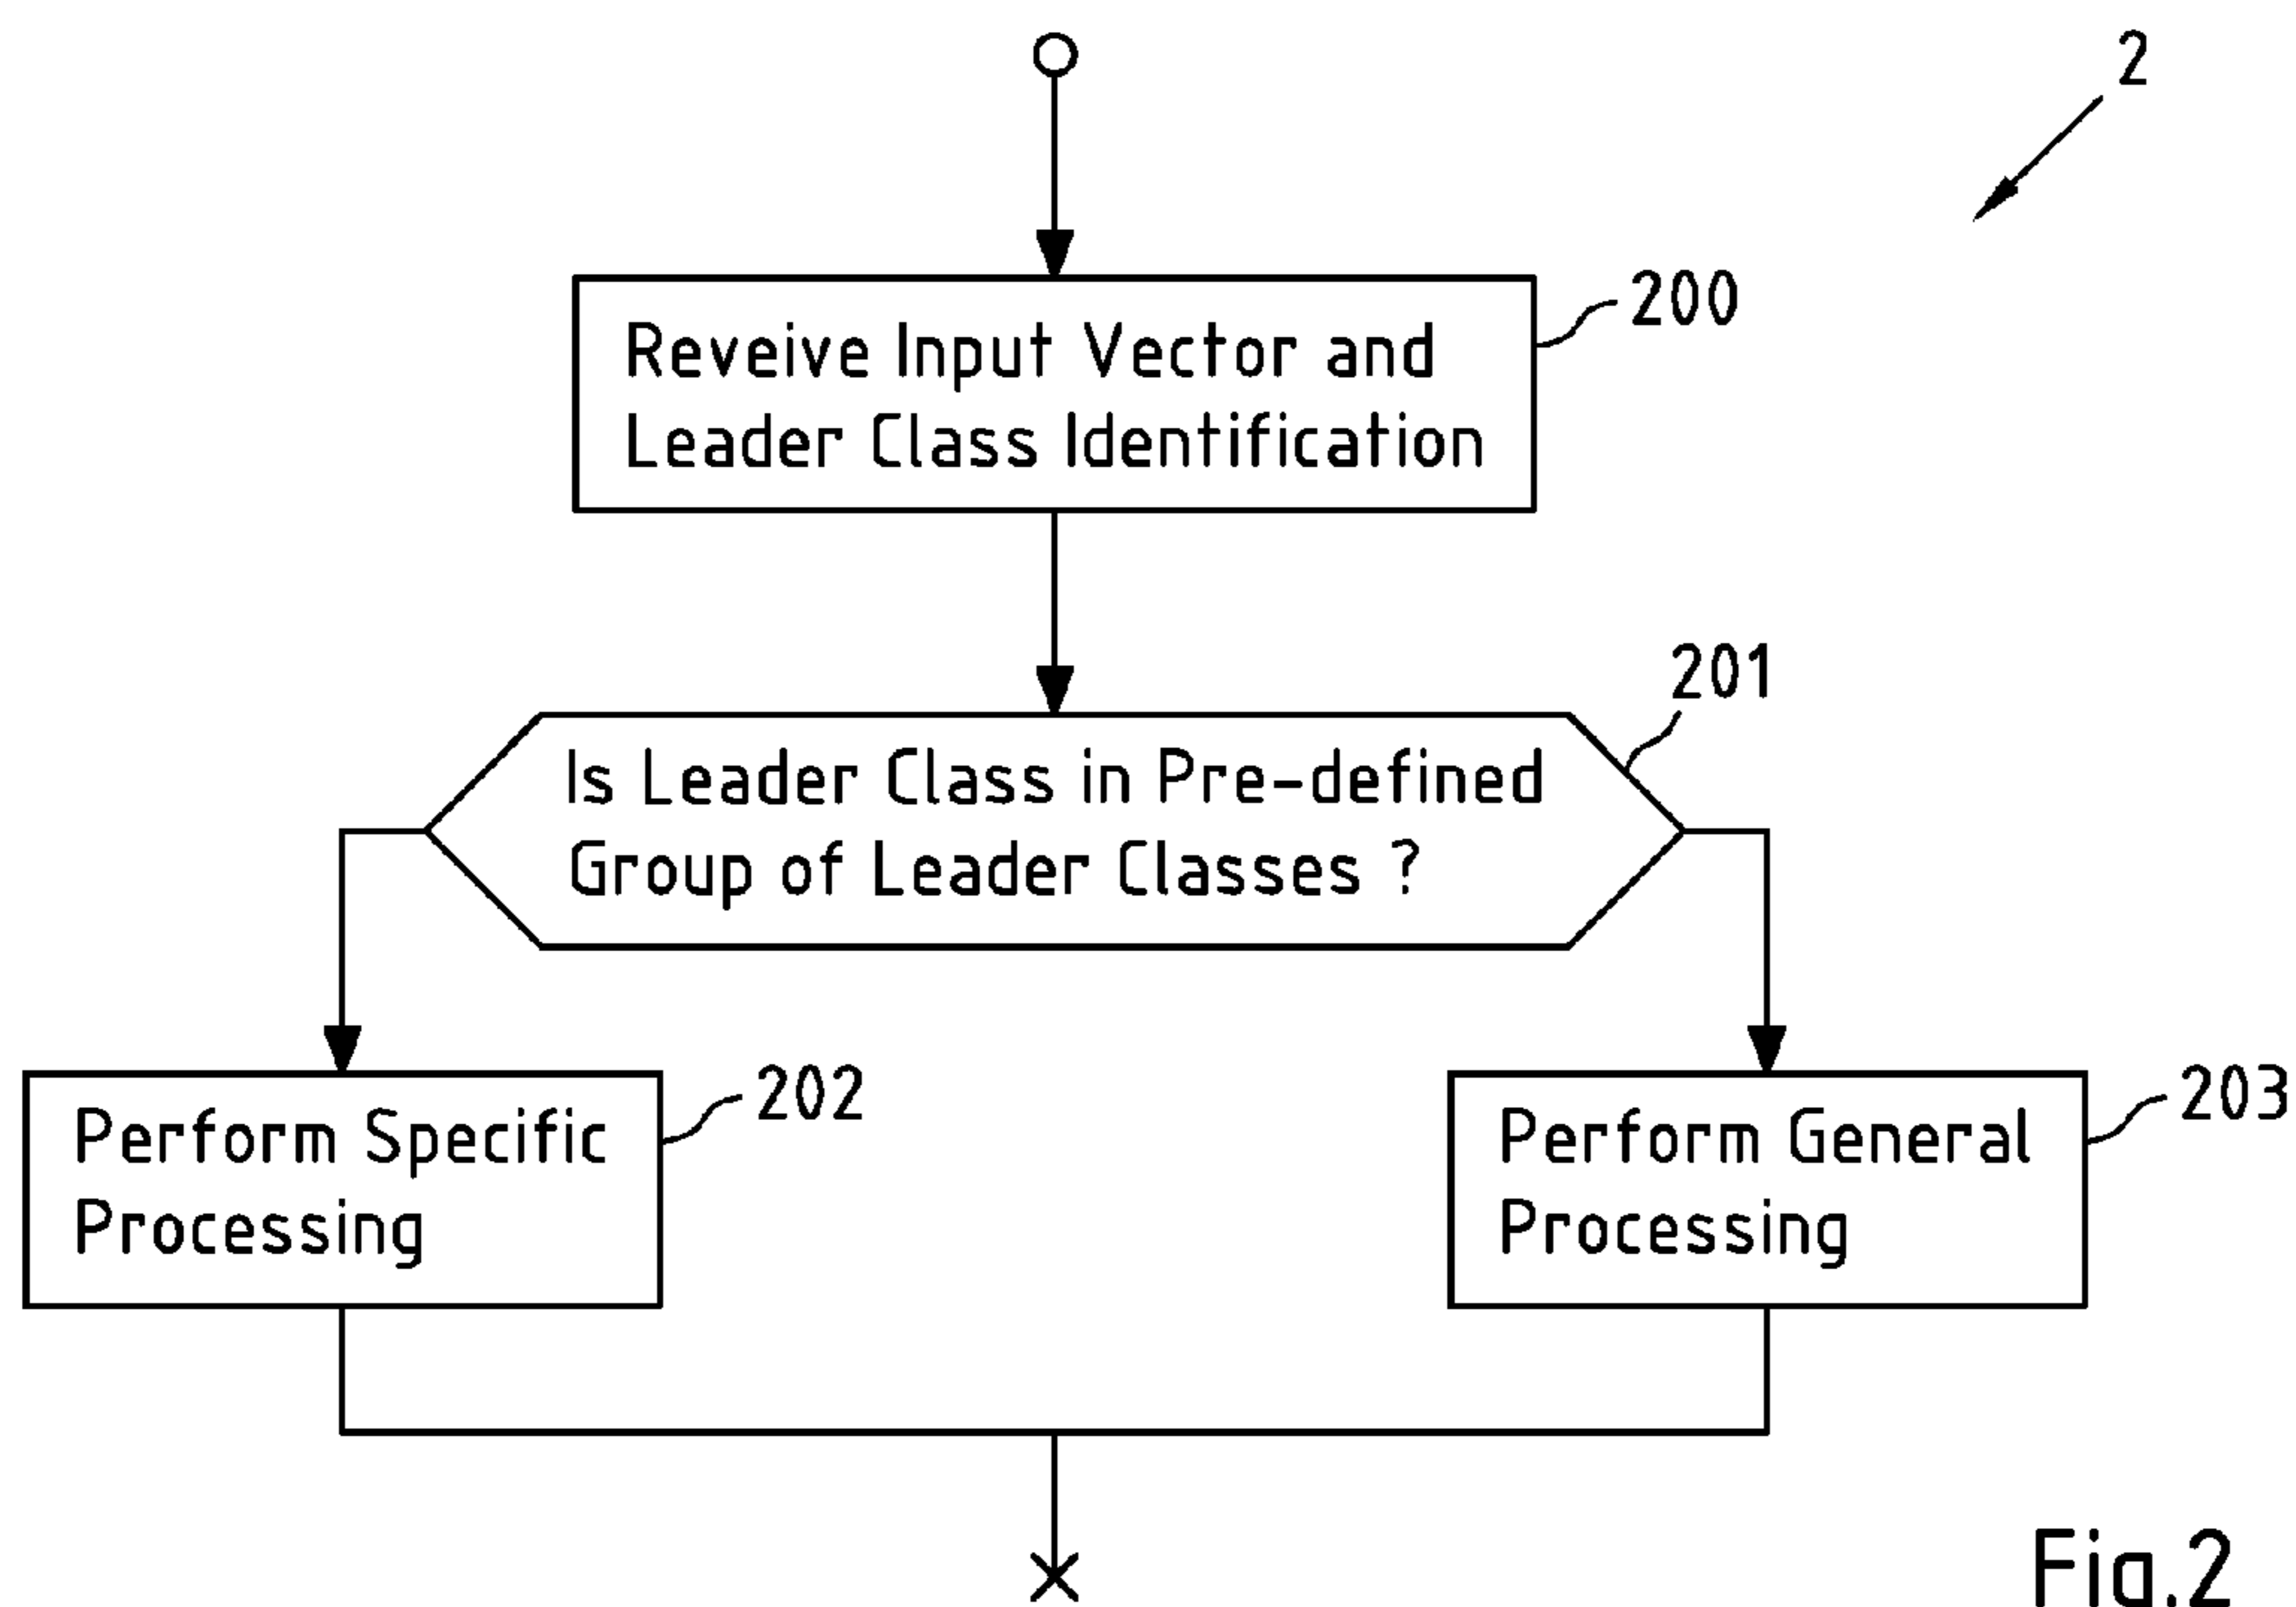 2
Reveive Input Vector and
Leader Class Identification
200
201
Is Leader Class in Pre-defined
Group of Leader Classes ?
Perform Specific
Processing
202
Perform General
Processing
203
Fig.2